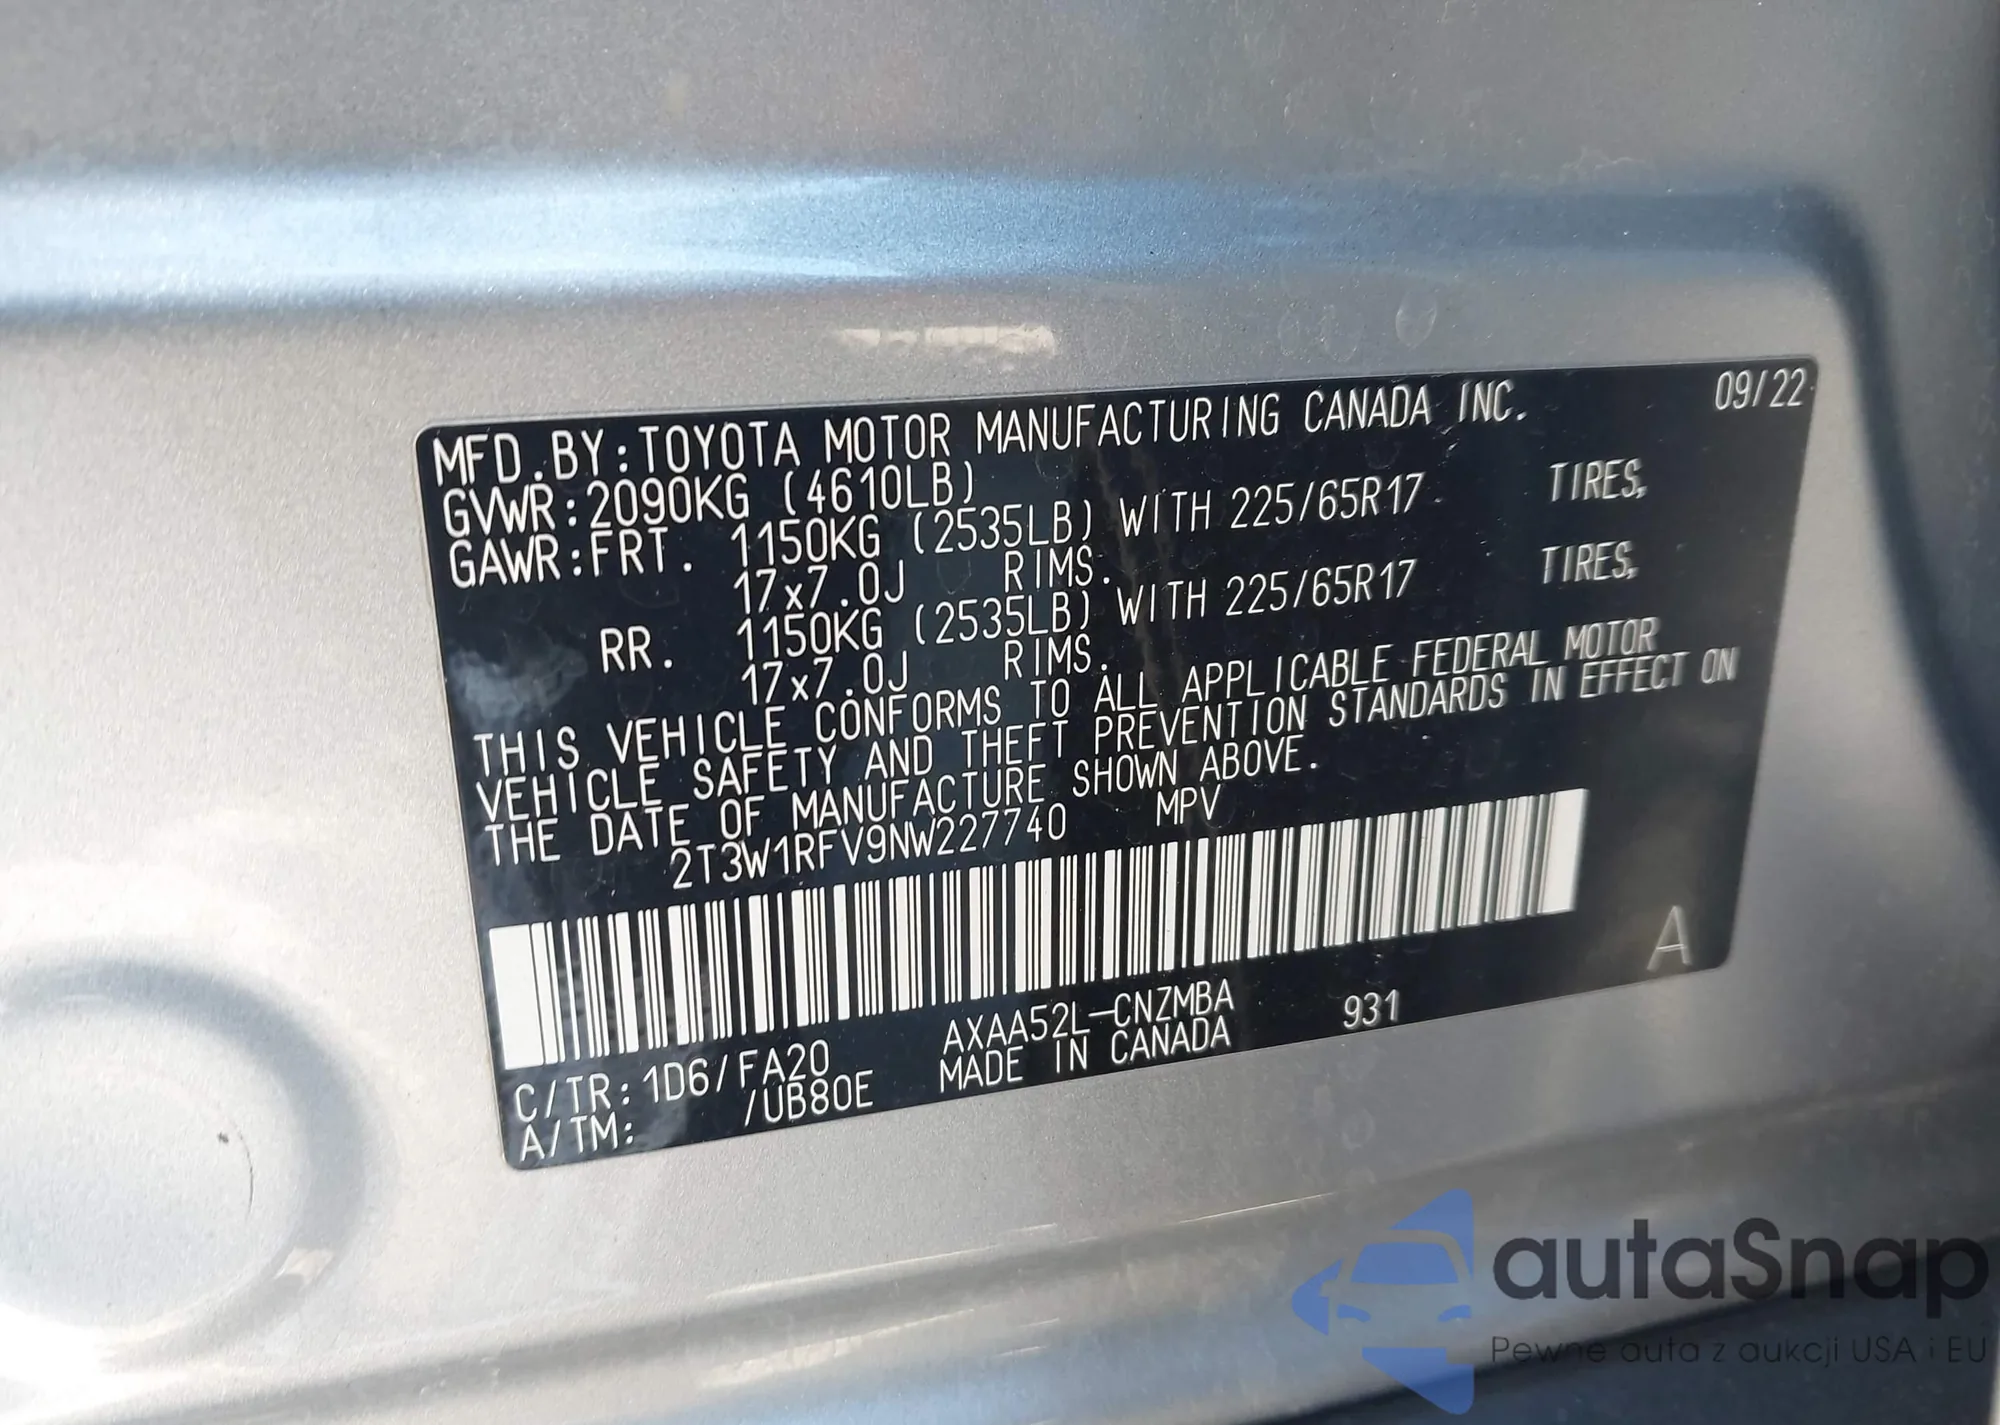 MFD.BY:TOYOTA MOTOR MANUFACTURING CANADA INC. 09/22
GVWR:2090KG (4610LB)
GAWR:FRT. 1150KG (2535LB) WITH 225/65R17 TIRES,
17x7.0J RIMS.
RR. 1150KG (2535LB) WITH 225/65R17 TIRES,
17x7.0J RIMS.
THIS VEHICLE CONFORMS TO ALL APPLICABLE FEDERAL MOTOR
VEHICLE SAFETY AND THEFT PREVENTION STANDARDS IN EFFECT ON
THE DATE OF MANUFACTURE SHOWN ABOVE.
2T3W1RFV9NW227740 MPV
A
C/TR:1D6/FA20 AXAA52L-CNZMBA 931
A/TM: /UB80E MADE IN CANADA
autaSnap
Pewne auta z aukcji USA i EU